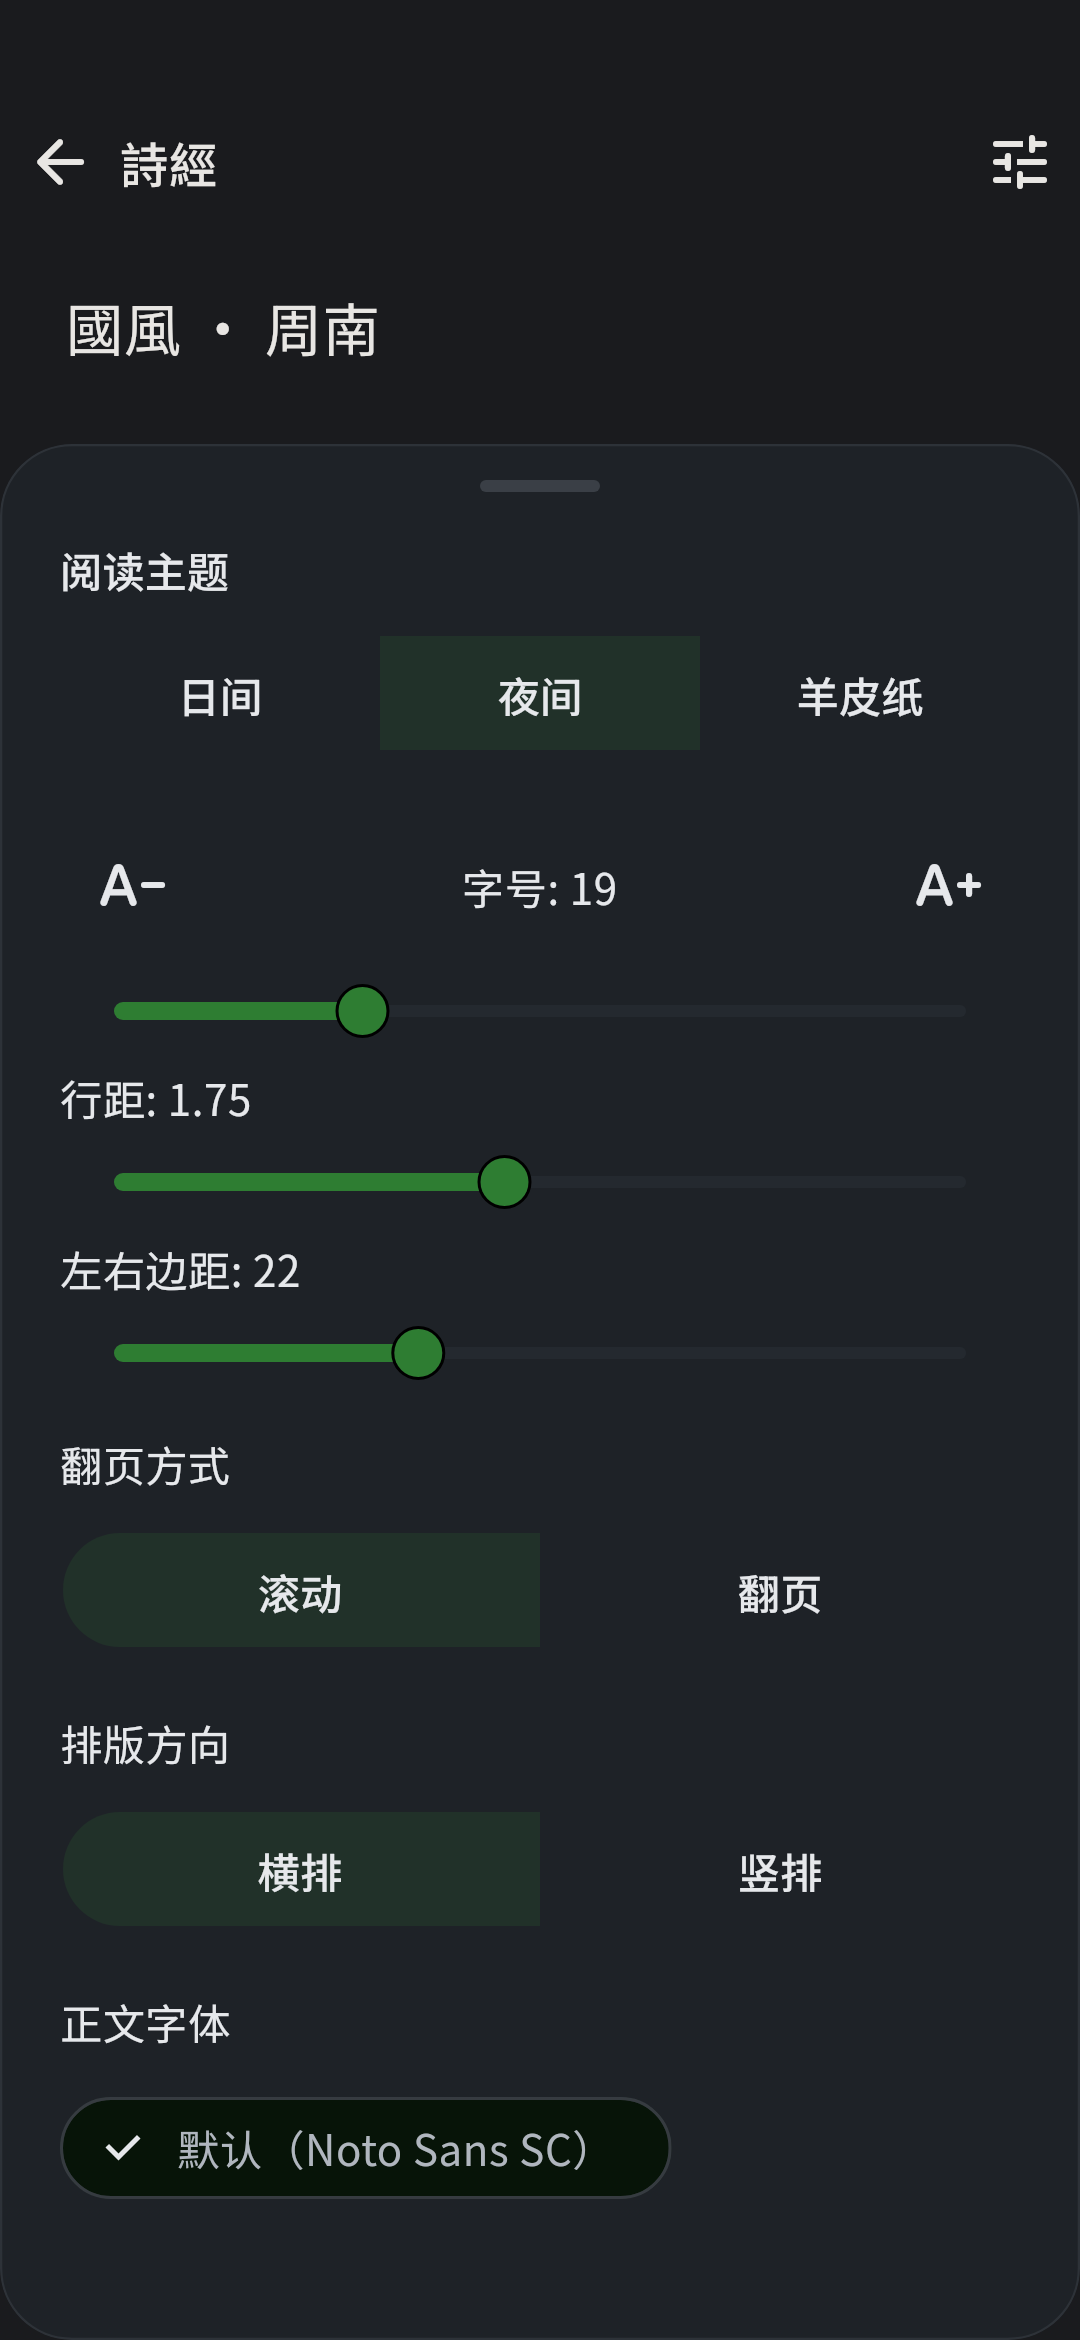 詩經
國風 · 周南
阅读主题
日间 夜间 羊皮纸
A- 字号: 19 A+
行距: 1.75
左右边距: 22
翻页方式
滚动 翻页
排版方向
横排 竖排
正文字体
默认（Noto Sans SC）